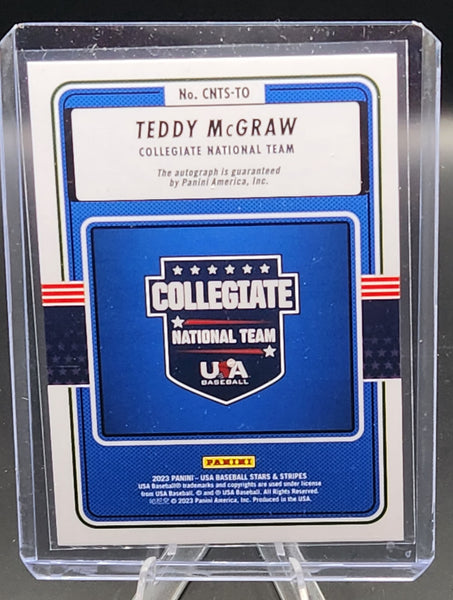 No. CNTS-TO
TEDDY McGRAW
COLLEGIATE NATIONAL TEAM
The autograph is guaranteed
by Panini America, Inc.
COLLEGIATE
NATIONAL TEAM
USA
BASEBALL
PANINI
2023 PANINI – USA BASEBALL STARS & STRIPES
USA Baseball® trademarks and copyrights are used under license
from USA Baseball. © and ® USA Baseball. All Rights Reserved.
© 2023 Panini America, Inc. Produced in the USA.